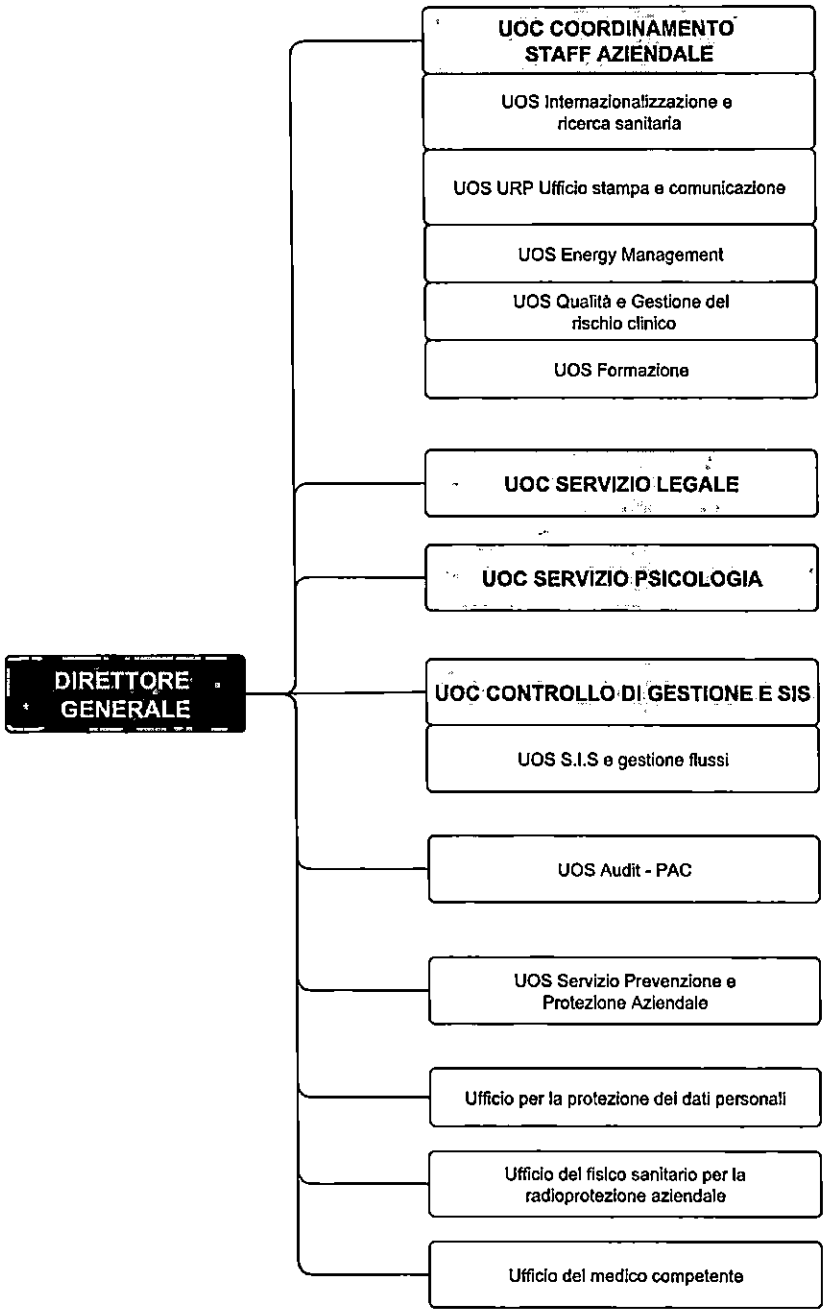 UOC COORDINAMENTO
STAFF AZIENDALE
UOS Internazionalizzazione e
ricerca sanitaria
UOS URP Ufficio stampa e comunicazione
UOS Energy Management
UOS Qualità e Gestione del
rischio clinico
UOS Formazione
UOC SERVIZIO LEGALE
UOC SERVIZIO PSICOLOGIA
DIRETTORE
GENERALE
UOC CONTROLLO DI GESTIONE E SIS
UOS S.I.S e gestione flussi
UOS Audit - PAC
UOS Servizio Prevenzione e
Protezione Aziendale
Ufficio per la protezione dei dati personali
Ufficio del fisico sanitario per la
radioprotezione aziendale
Ufficio del medico competente